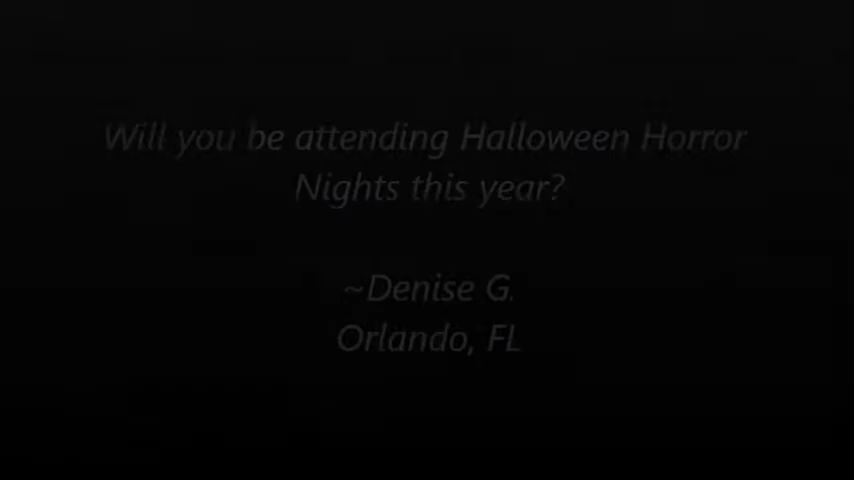 Will you be attending Halloween Horror
Nights this year?
~Denise G.
Orlando, FL